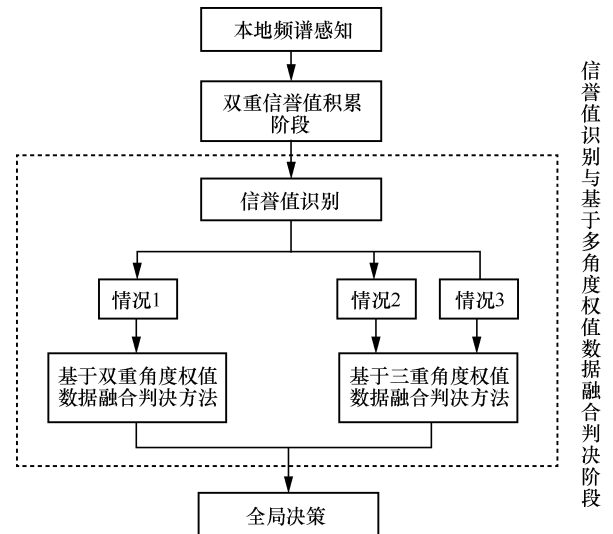 本地频谱感知
双重信誉值积累
阶段
信誉值识别
情况1
情况2
情况3
基于双重角度权值
数据融合判决方法
基于三重角度权值
数据融合判决方法
全局决策
信誉值识别与基于多角度权值数据融合判决阶段